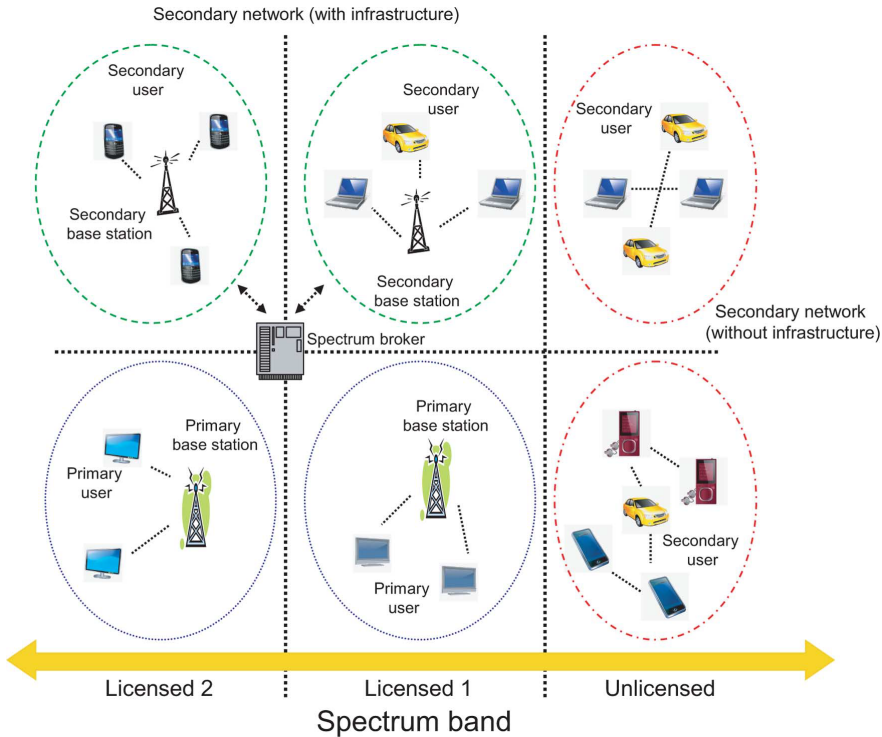 Secondary network (with infrastructure)
Secondary
user
Secondary
base station
Secondary
user
Secondary
base station
Secondary
user
Secondary network
(without infrastructure)
Spectrum broker
Primary
base station
Primary
user
Primary
base station
Primary
user
Secondary
user
Licensed 2
Licensed 1
Unlicensed
Spectrum band